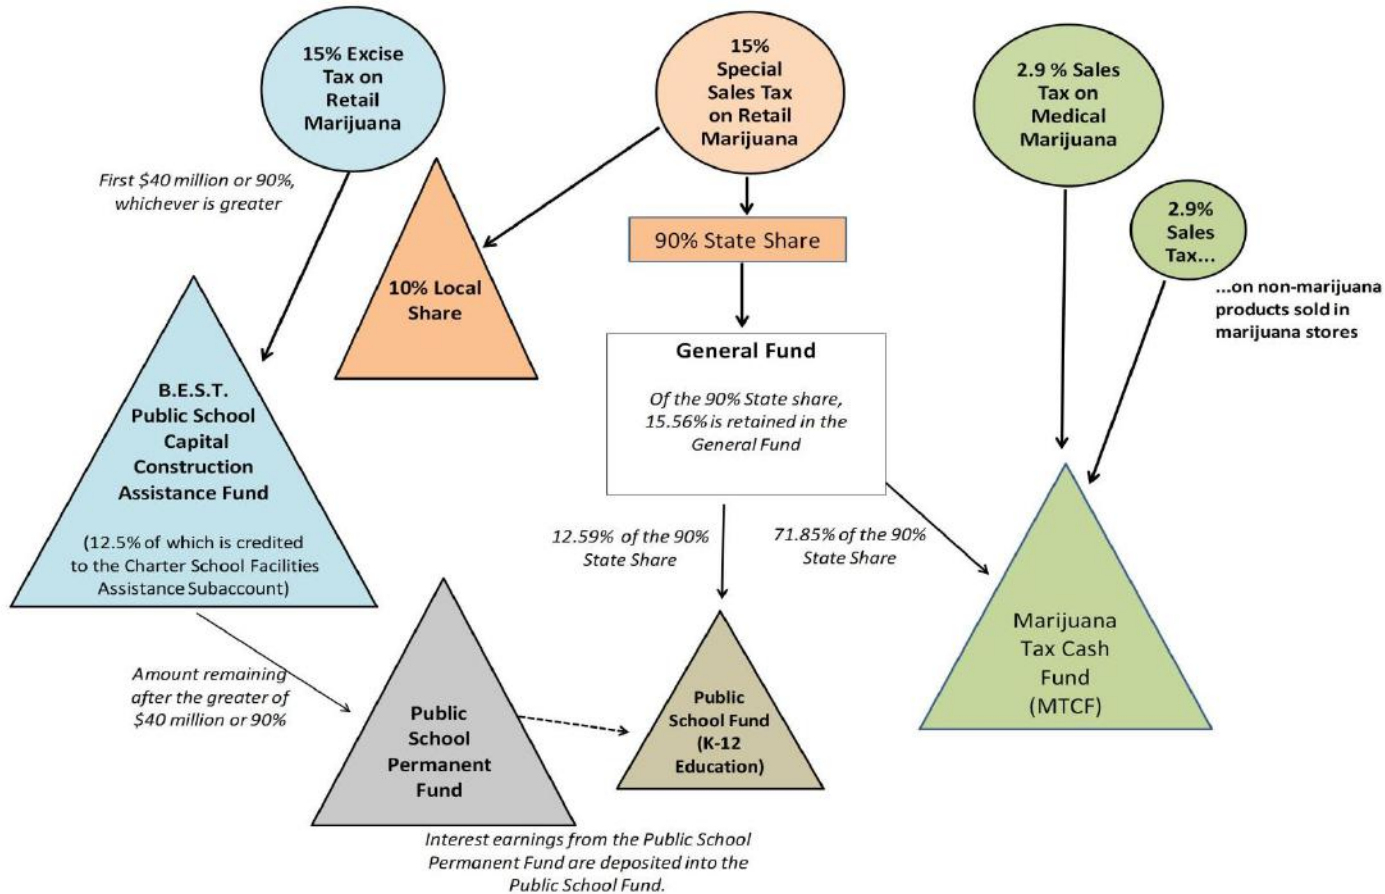 15% Excise
Tax on
Retail
Marijuana
15%
Special
Sales Tax
on Retail
Marijuana
2.9 % Sales
Tax on
Medical
Marijuana
2.9%
Sales
Tax...
...on non-marijuana
products sold in
marijuana stores
First $40 million or 90%,
whichever is greater
90% State Share
10% Local
Share
General Fund
Of the 90% State share,
15.56% is retained in the
General Fund
B.E.S.T.
Public School
Capital
Construction
Assistance Fund
(12.5% of which is credited
to the Charter School Facilities
Assistance Subaccount)
12.59% of the 90%
State Share
71.85% of the 90%
State Share
Marijuana
Tax Cash
Fund
(MTCF)
Amount remaining
after the greater of
$40 million or 90%
Public
School
Permanent
Fund
Public
School Fund
(K-12
Education)
Interest earnings from the Public School
Permanent Fund are deposited into the
Public School Fund.